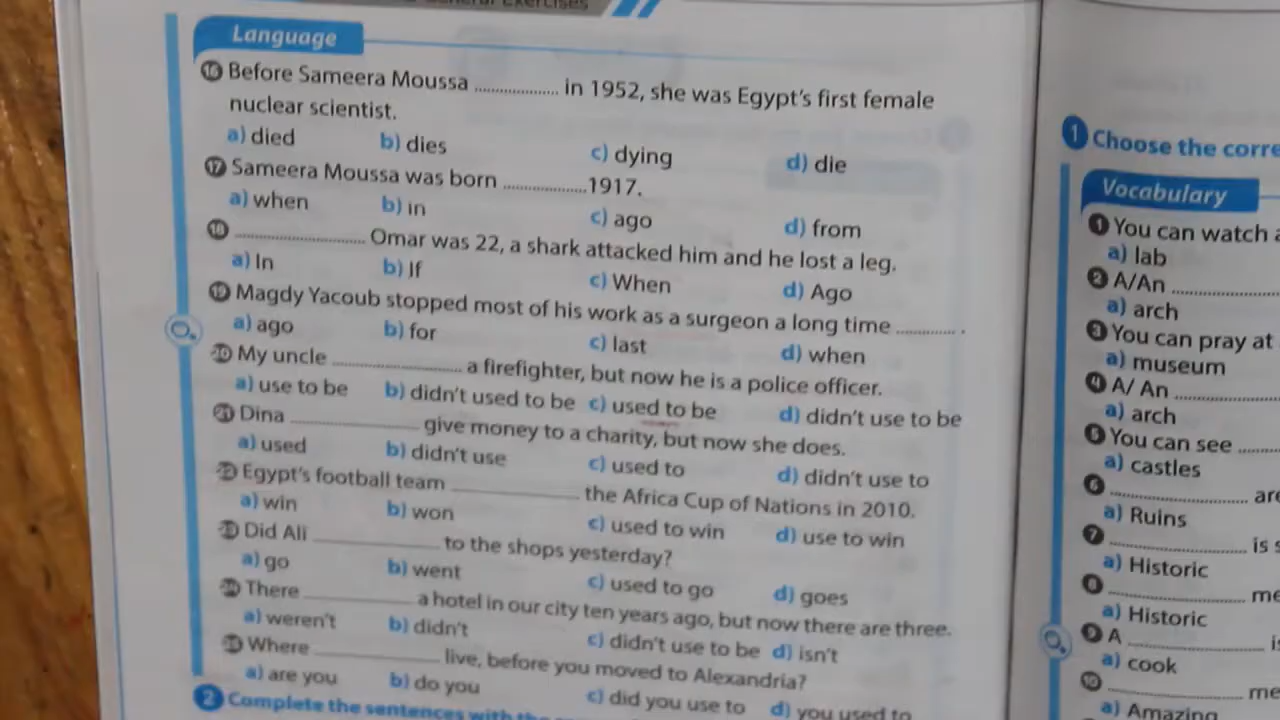 General Exercises
Language
16 Before Sameera Moussa .................. in 1952, she was Egypt's first female
nuclear scientist.
a) died b) dies c) dying d) die
17 Sameera Moussa was born ..................1917.
a) when b) in c) ago d) from
18 ........................... Omar was 22, a shark attacked him and he lost a leg.
a) In b) If c) When d) Ago
19 Magdy Yacoub stopped most of his work as a surgeon a long time ............. .
a) ago b) for c) last d) when
20 My uncle ........................... a firefighter, but now he is a police officer.
a) use to be b) didn't used to be c) used to be d) didn't use to be
21 Dina ........................... give money to a charity, but now she does.
a) used b) didn't use c) used to d) didn't use to
22 Egypt's football team ........................... the Africa Cup of Nations in 2010.
a) win b) won c) used to win d) use to win
23 Did Ali ........................... to the shops yesterday?
a) go b) went c) used to go d) goes
24 There ....................... a hotel in our city ten years ago, but now there are three.
a) weren't b) didn't c) didn't use to be d) isn't
25 Where ........................... live, before you moved to Alexandria?
a) are you b) do you c) did you use to d) you used to
2 Complete the sentences with the
1 Choose the corre
Vocabulary
1 You can watch a
a) lab
2 A/An .......................
a) arch
3 You can pray at
a) museum
4 A/ An .......................
a) arch
5 You can see .........
a) castles
6 ........................... are
a) Ruins
7 ........................... is s
a) Historic
8 ........................... me
a) Historic
9 A ........................... is
a) cook
10 ........................... me
a) Amazing